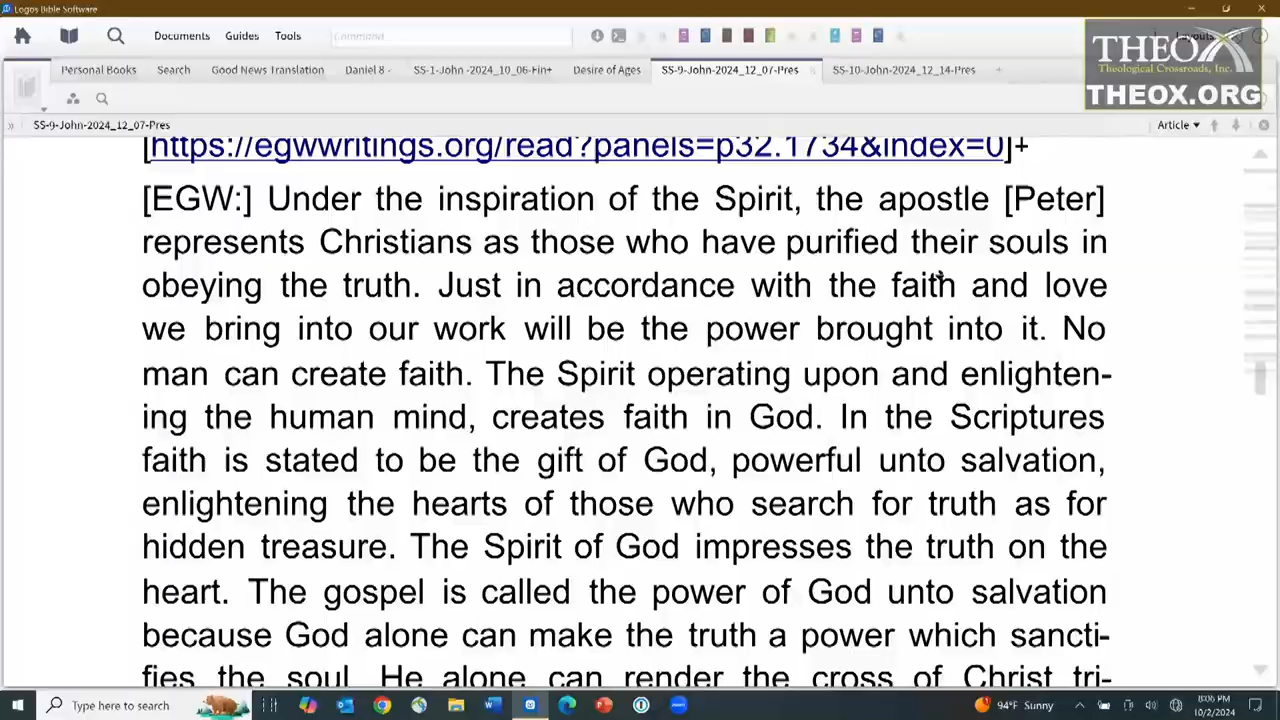 Logos Bible Software
Documents Guides Tools Command Layouts
Personal Books Search Good News Translation Daniel 8 Desire of Ages SS-9-John-2024_12_07-Pres SS-10-John-2024_12_14-Pres +
THEOX
Theological Crossroads, Inc.
THEOX.ORG
» SS-9-John-2024_12_07-Pres Article
[https://egwwritings.org/read?panels=p32.1734&index=0]+
[EGW:] Under the inspiration of the Spirit, the apostle [Peter]
represents Christians as those who have purified their souls in
obeying the truth. Just in accordance with the faith and love
we bring into our work will be the power brought into it. No
man can create faith. The Spirit operating upon and enlighten-
ing the human mind, creates faith in God. In the Scriptures
faith is stated to be the gift of God, powerful unto salvation,
enlightening the hearts of those who search for truth as for
hidden treasure. The Spirit of God impresses the truth on the
heart. The gospel is called the power of God unto salvation
because God alone can make the truth a power which sancti-
fies the soul. He alone can render the cross of Christ tri-
Type here to search 94°F Sunny 8:06 PM
10/2/2024